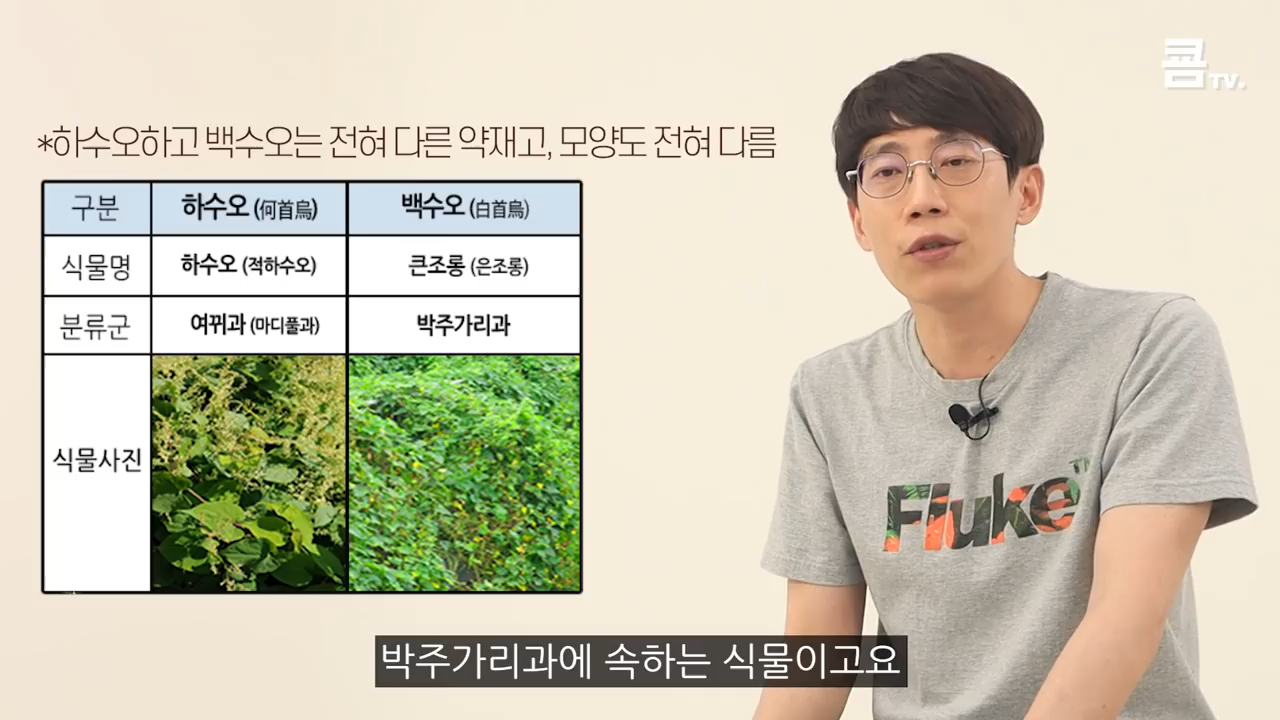 콤TV.
*하수오하고 백수오는 전혀 다른 약재고, 모양도 전혀 다름
구분 하수오 (何首烏) 백수오 (白首烏)
식물명 하수오 (적하수오) 큰조롱 (은조롱)
분류군 여뀌과 (마디풀과) 박주가리과
식물사진
Fluke™
박주가리과에 속하는 식물이고요